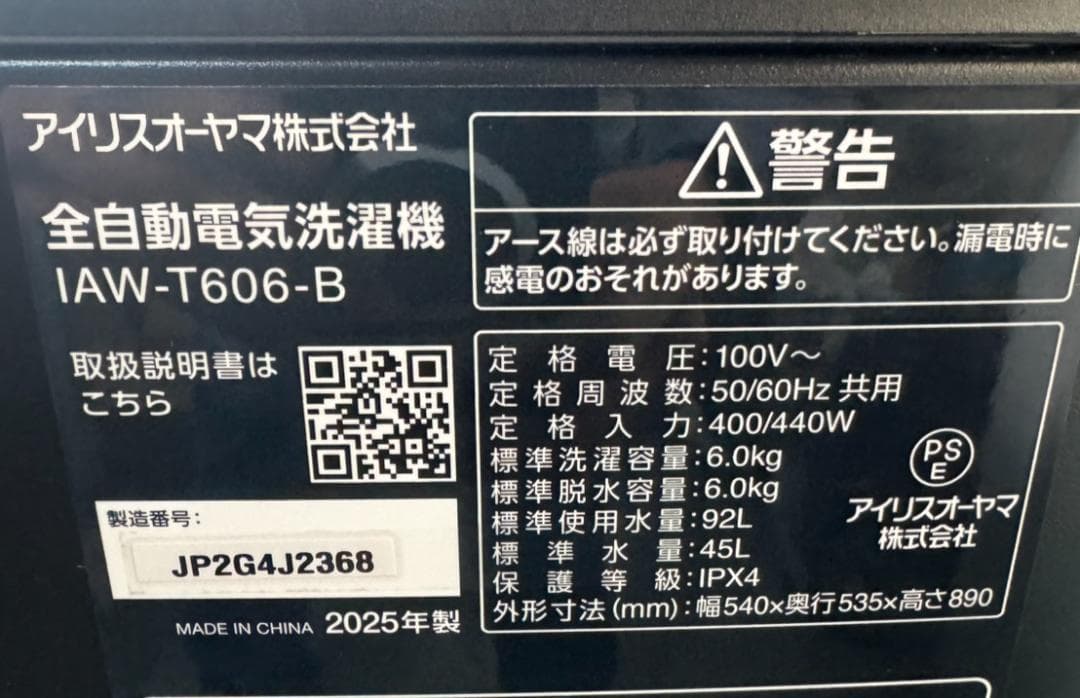 アイリスオーヤマ株式会社
全自動電気洗濯機
IAW-T606-B
取扱説明書は
こちら
製造番号:
JP2G4J2368
MADE IN CHINA 2025年製
警告
アース線は必ず取り付けてください。漏電時に
感電のおそれがあります。
定格電圧:100V〜
定格周波数:50/60Hz 共用
定格入力:400/440W
標準洗濯容量:6.0kg
標準脱水容量:6.0kg
標準使用水量:92L
標準水量:45L
保護等級:IPX4
外形寸法(mm):幅540×奥行535×高さ890
PS
E
アイリスオーヤマ
株式会社